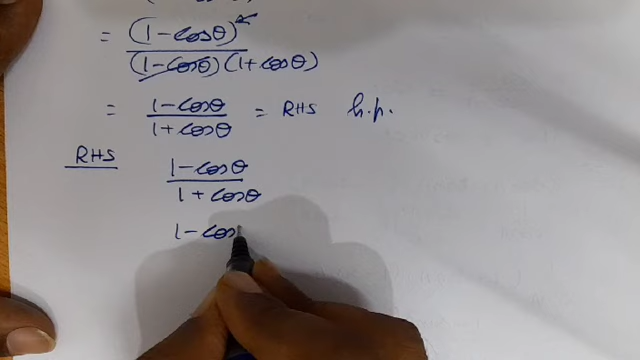 = (1 - cosθ)² / (1 - cosθ)(1 + cosθ)
= 1 - cosθ / 1 + cosθ = RHS h.p.
RHS 1 - cosθ / 1 + cosθ
1 - cos